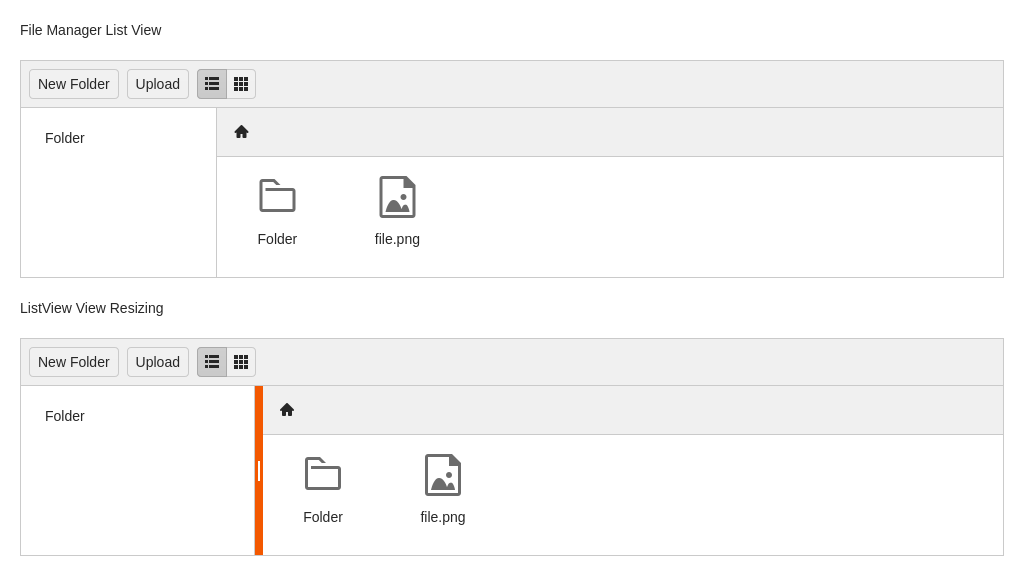 File Manager List View
New Folder Upload
Folder
Folder file.png
ListView View Resizing
New Folder Upload
Folder
Folder file.png